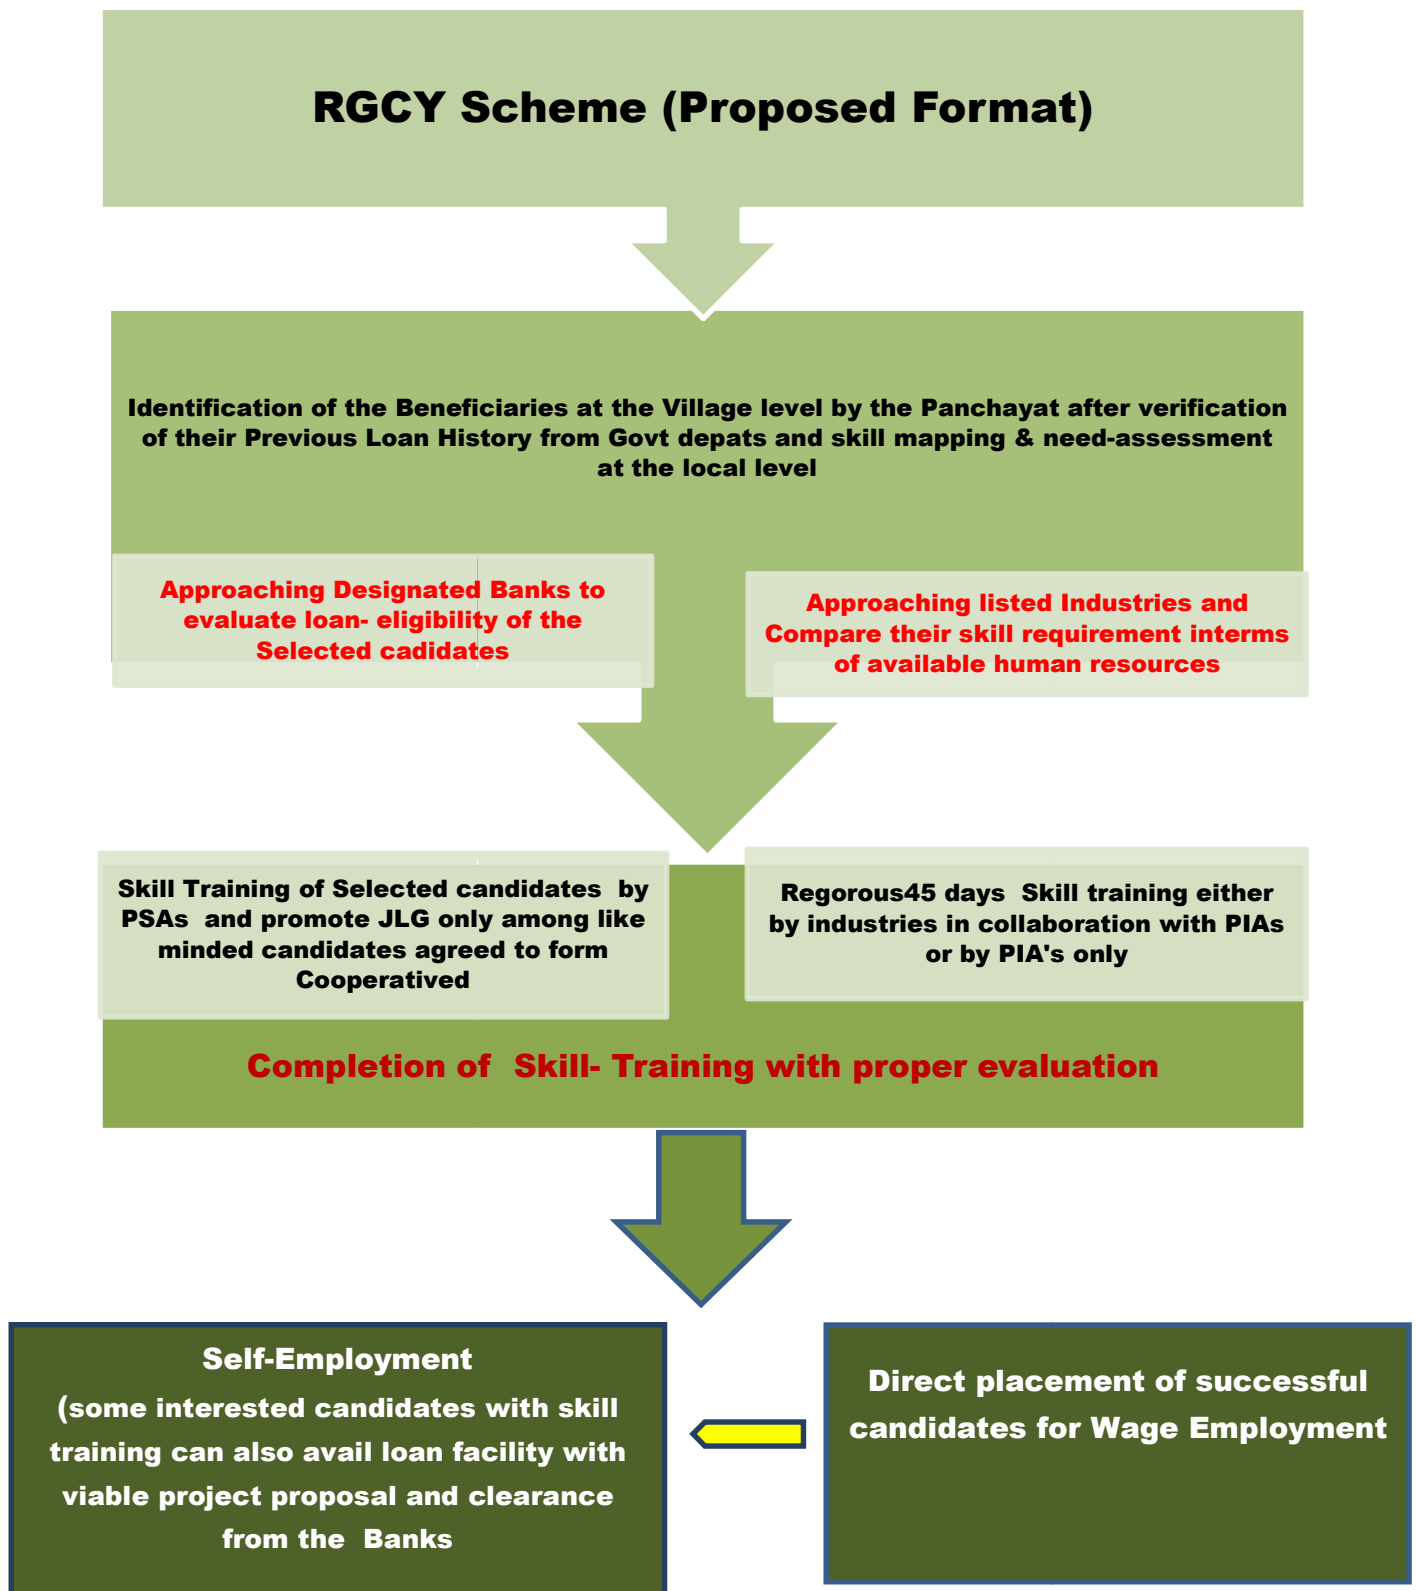 RGCY Scheme (Proposed Format)
Identification of the Beneficiaries at the Village level by the Panchayat after verification
of their Previous Loan History from Govt depats and skill mapping & need-assessment
at the local level
Approaching Designated Banks to
evaluate loan- eligibility of the
Selected cadidates
Approaching listed Industries and
Compare their skill requirement interms
of available human resources
Skill Training of Selected candidates  by
PSAs  and promote JLG only among like
minded candidates agreed to form
Cooperatived
Regorous45 days  Skill training either
by industries in collaboration with PIAs
or by PIA's only
Completion of  Skill- Training with proper evaluation
Self-Employment
(some interested candidates with skill
training can also avail loan facility with
viable project proposal and clearance
from the  Banks
Direct placement of successful
candidates for Wage Employment